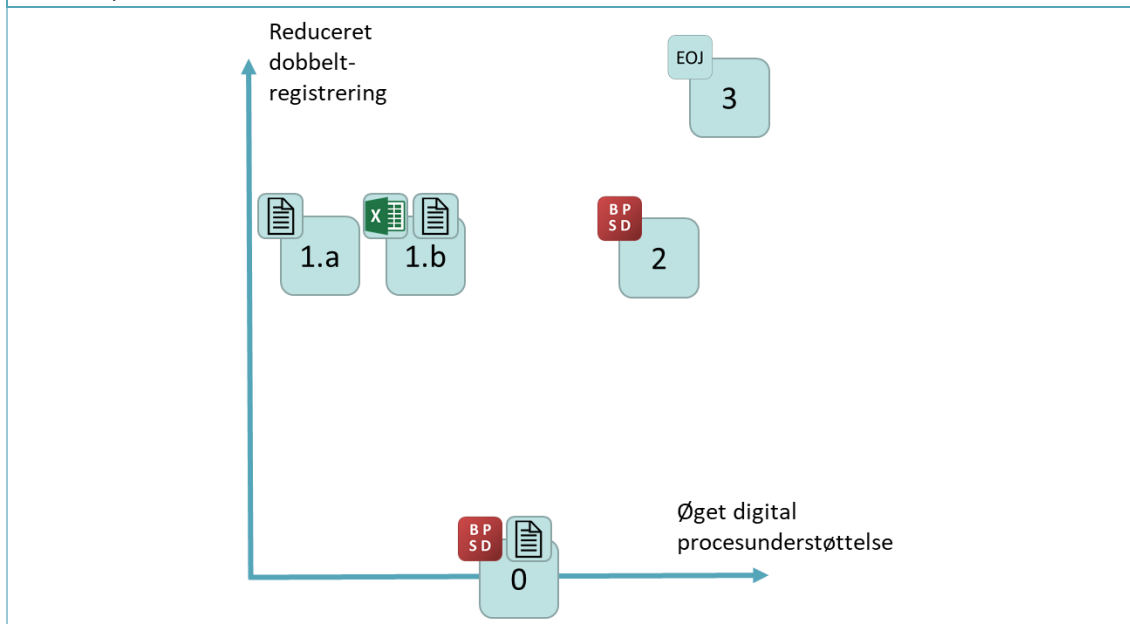 Reduceret
dobbelt-
registrering
EOJ
3
X
1.a
1.b
B P
S D
2
Øget digital
procesunderstøttelse
B P
S D
0